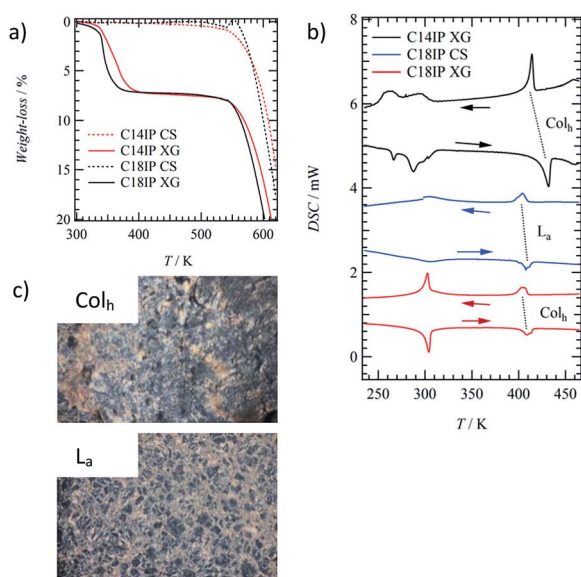 a)
Weight-loss / %
0
5
10
15
20
C14IP CS
C14IP XG
C18IP CS
C18IP XG
300
400
500
600
T / K
b)
C14IP XG
C18IP CS
C18IP XG
DSC / mW
8
6
4
2
0
Colh
La
Colh
250
300
350
400
450
T / K
c)
Colh
La